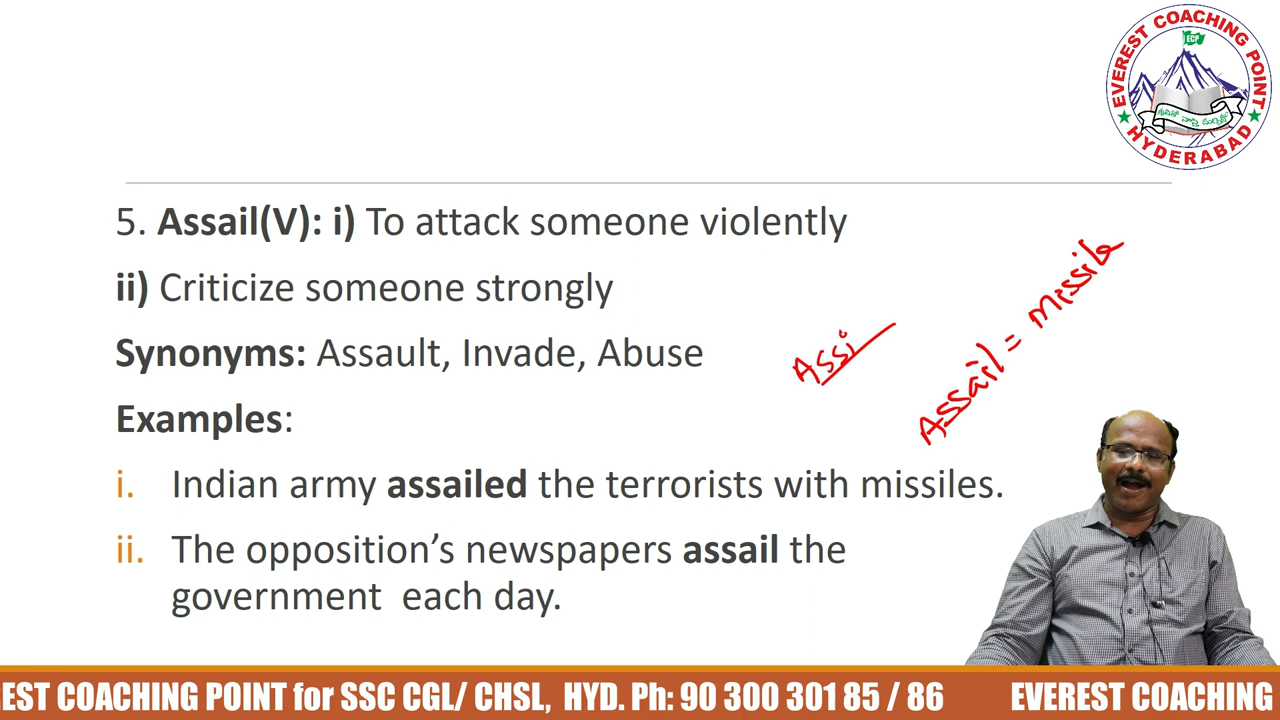 EVEREST COACHING POINT
ECP
HYDERABAD
5. Assail(V): i) To attack someone violently
ii) Criticize someone strongly
Synonyms: Assault, Invade, Abuse
Assi
Assail = Missile
Examples:
i. Indian army assailed the terrorists with missiles.
ii. The opposition’s newspapers assail the
government each day.
REST COACHING POINT for SSC CGL/ CHSL, HYD. Ph: 90 300 301 85 / 86 EVEREST COACHING